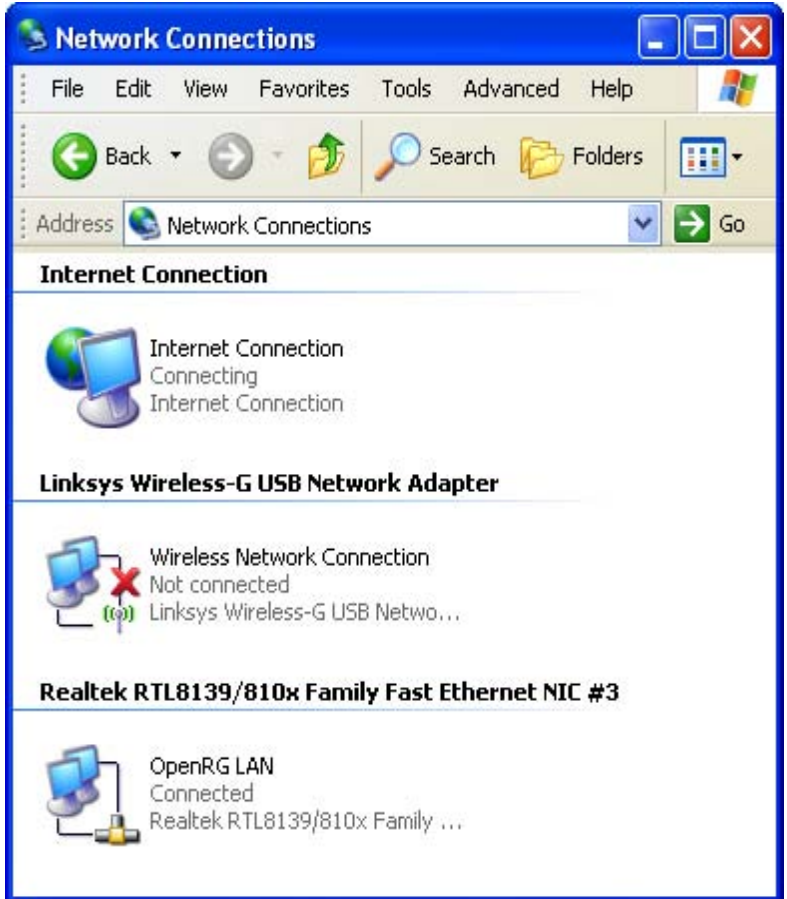 Network Connections
File Edit View Favorites Tools Advanced Help
Back Search Folders
Address Network Connections Go
Internet Connection
Internet Connection
Connecting
Internet Connection
Linksys Wireless-G USB Network Adapter
Wireless Network Connection
Not connected
Linksys Wireless-G USB Netwo...
Realtek RTL8139/810x Family Fast Ethernet NIC #3
OpenRG LAN
Connected
Realtek RTL8139/810x Family ...